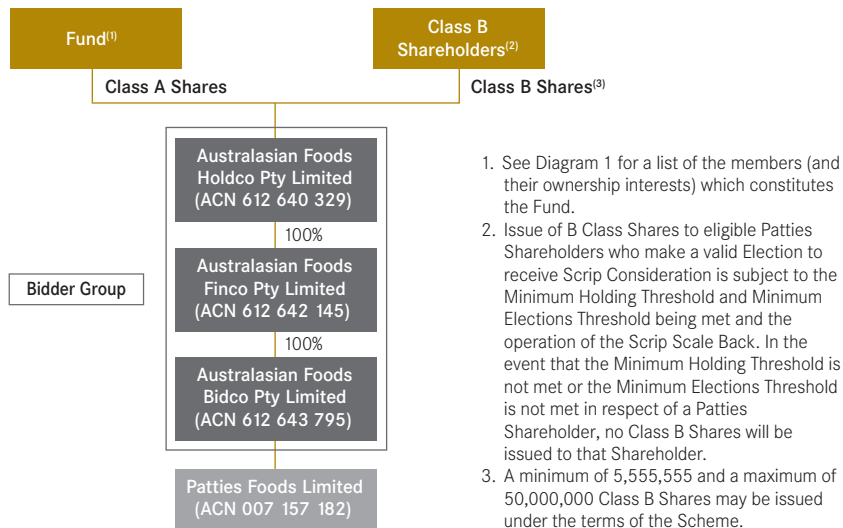 Fund(1)
Class B
Shareholders(2)
Class A Shares
Class B Shares(3)
Australasian Foods
Holdco Pty Limited
(ACN 612 640 329)
100%
Australasian Foods
Finco Pty Limited
(ACN 612 642 145)
100%
Australasian Foods
Bidco Pty Limited
(ACN 612 643 795)
Bidder Group
Patties Foods Limited
(ACN 007 157 182)
1. See Diagram 1 for a list of the members (and
their ownership interests) which constitutes
the Fund.
2. Issue of B Class Shares to eligible Patties
Shareholders who make a valid Election to
receive Scrip Consideration is subject to the
Minimum Holding Threshold and Minimum
Elections Threshold being met and the
operation of the Scrip Scale Back. In the
event that the Minimum Holding Threshold is
not met or the Minimum Elections Threshold
is not met in respect of a Patties
Shareholder, no Class B Shares will be
issued to that Shareholder.
3. A minimum of 5,555,555 and a maximum of
50,000,000 Class B Shares may be issued
under the terms of the Scheme.